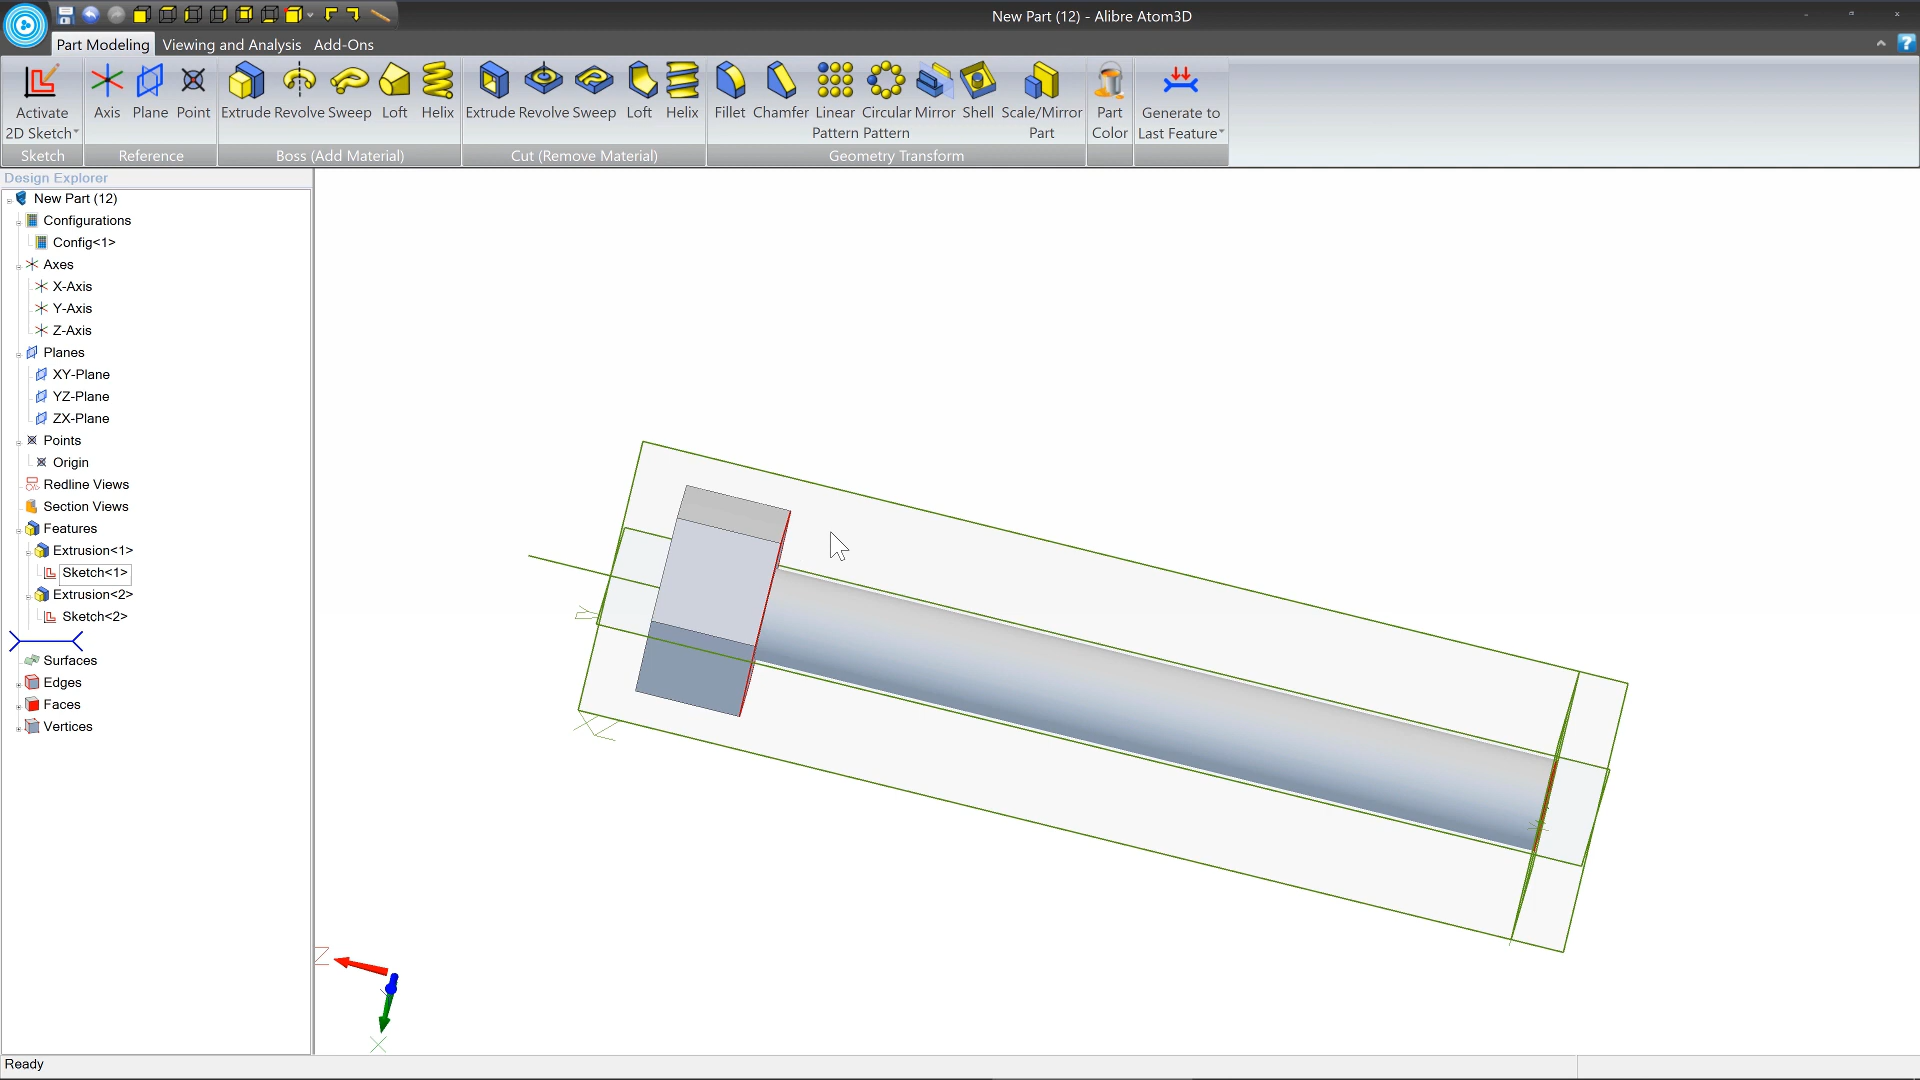 New Part (12) - Alibre Atom3D
Part Modeling Viewing and Analysis Add-Ons
Activate 2D Sketch
Axis Plane Point
Extrude Revolve Sweep Loft Helix
Extrude Revolve Sweep Loft Helix
Fillet Chamfer Linear Pattern Circular Pattern Mirror Shell Scale/Mirror Part
Part Color
Generate to Last Feature
Sketch Reference Boss (Add Material) Cut (Remove Material) Geometry Transform
Design Explorer
New Part (12)
Configurations
Config<1>
Axes
X-Axis
Y-Axis
Z-Axis
Planes
XY-Plane
YZ-Plane
ZX-Plane
Points
Origin
Redline Views
Section Views
Features
Extrusion<1>
Sketch<1>
Extrusion<2>
Sketch<2>
Surfaces
Edges
Faces
Vertices
Z
X
Ready